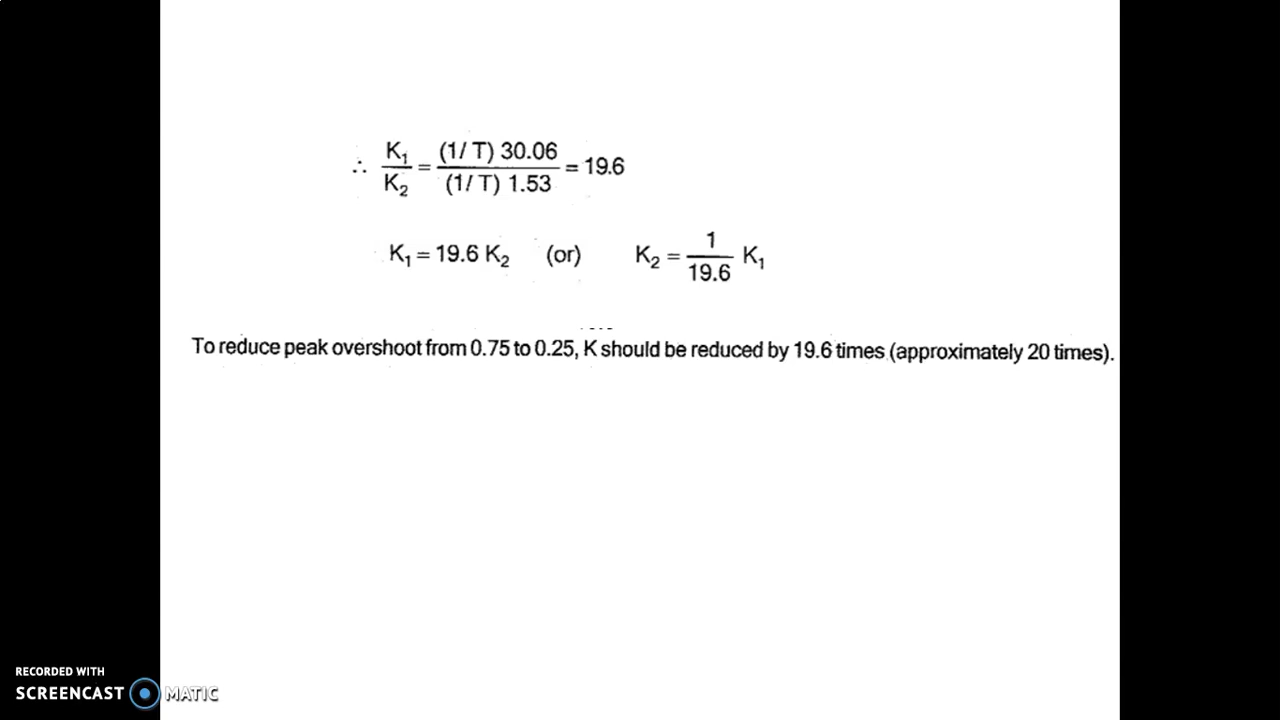 ∴ K₁/K₂ = (1/T) 30.06 / (1/T) 1.53 = 19.6
K₁ = 19.6 K₂ (or) K₂ = 1/19.6 K₁
To reduce peak overshoot from 0.75 to 0.25, K should be reduced by 19.6 times (approximately 20 times).
RECORDED WITH
SCREENCAST MATIC